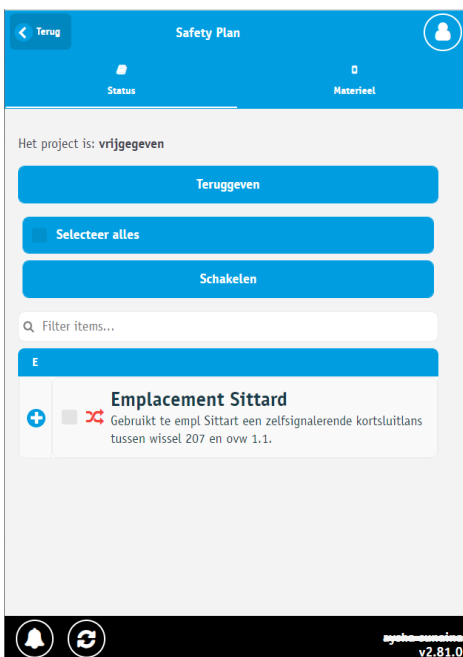 Terug
Safety Plan
Status
Materieel
Het project is: vrijgegeven
Teruggeven
Selecteer alles
Schakelen
Filter items...
E
Emplacement Sittard
Gebruikt te empl Sittart een zelfsignalerende kortsluitlans
tussen wissel 207 en ovw 1.1.
v2.81.0